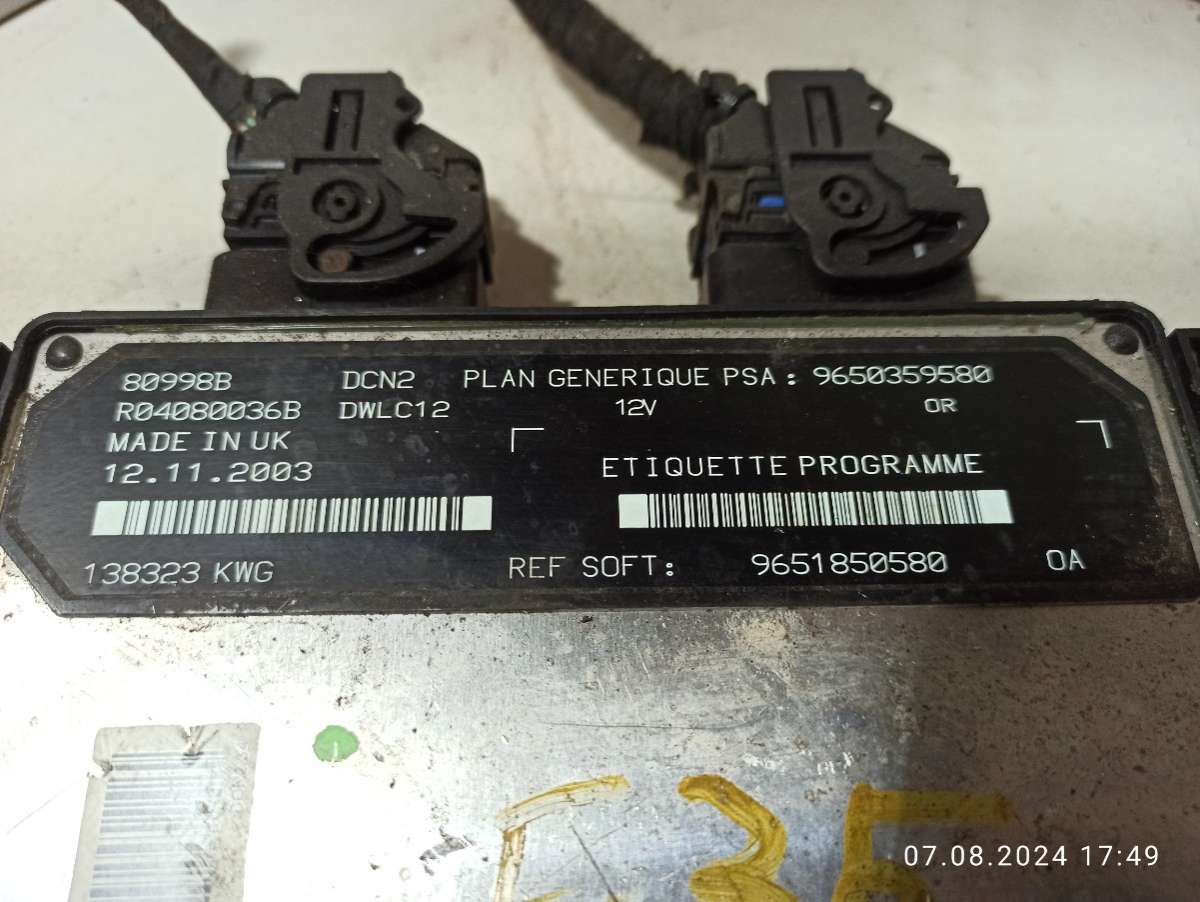 80998B DCN2 PLAN GENERIQUE PSA : 9650359580
R04080036B DWLC12 12V OR
MADE IN UK
12.11.2003
ETIQUETTE PROGRAMME
138323 KWG
REF SOFT: 9651850580 0A
07.08.2024 17:49